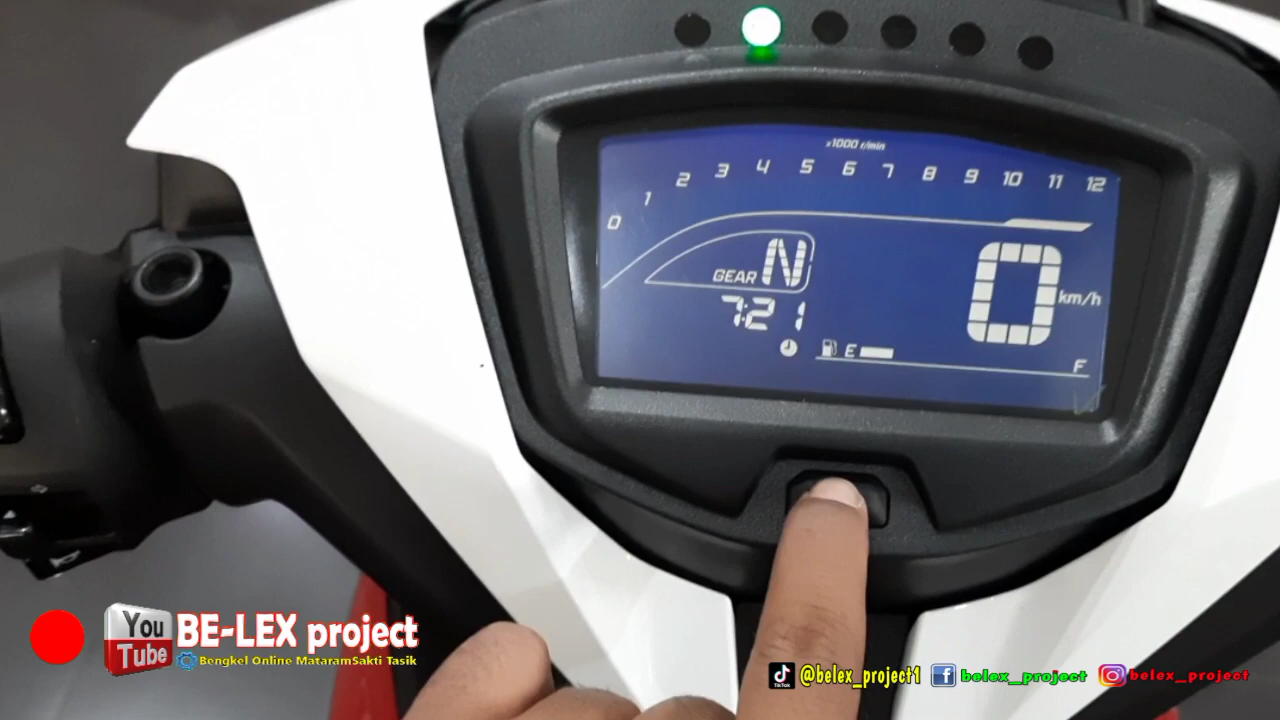 x1000 r/min
0 1 2 3 4 5 6 7 8 9 10 11 12
GEAR N
0 km/h
7:21
E F
You
Tube
BE-LEX project
Bengkel Online MataramSakti Tasik
TikTok
@belex_project1
belex_project
belex_project